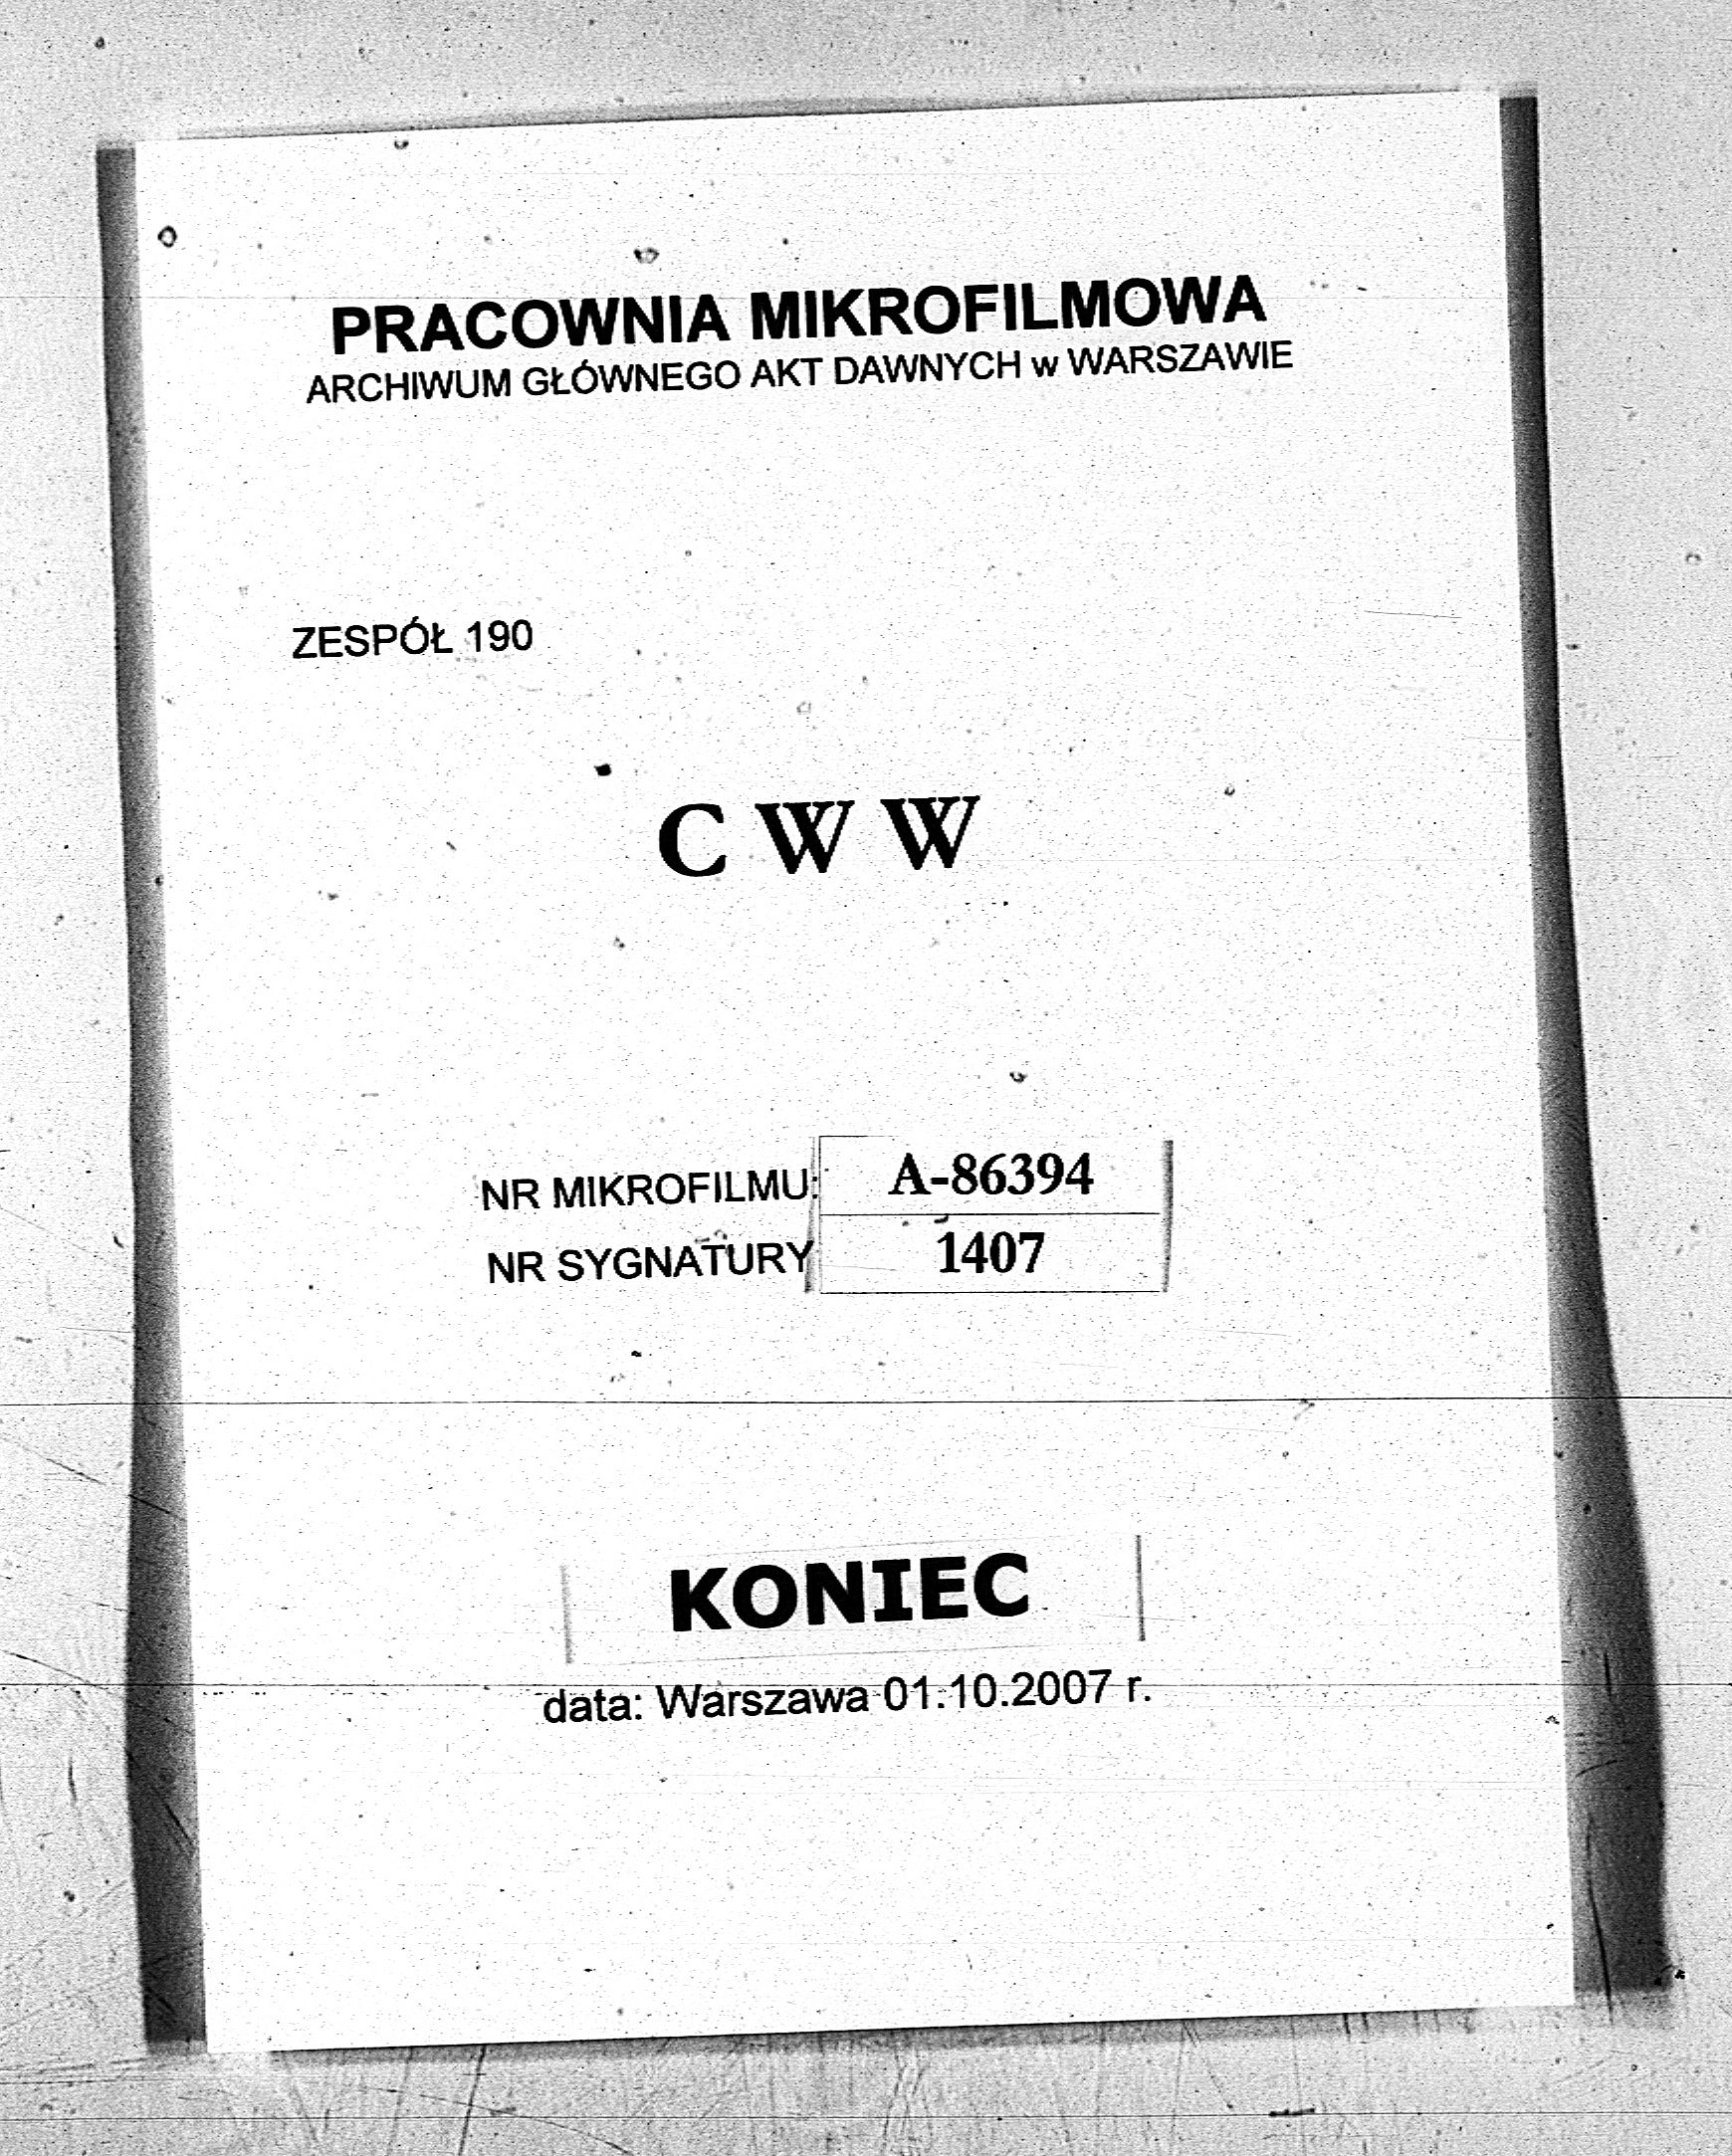 PRACOWNIA MIKROFILMOWA
ARCHIWUM GŁÓWNEGO AKT DAWNYCH w WARSZAWIE
ZESPÓŁ 190
C W W
NR MIKROFILMU: A-86394
NR SYGNATURY 1407
KONIEC
data: Warszawa 01.10.2007 r.